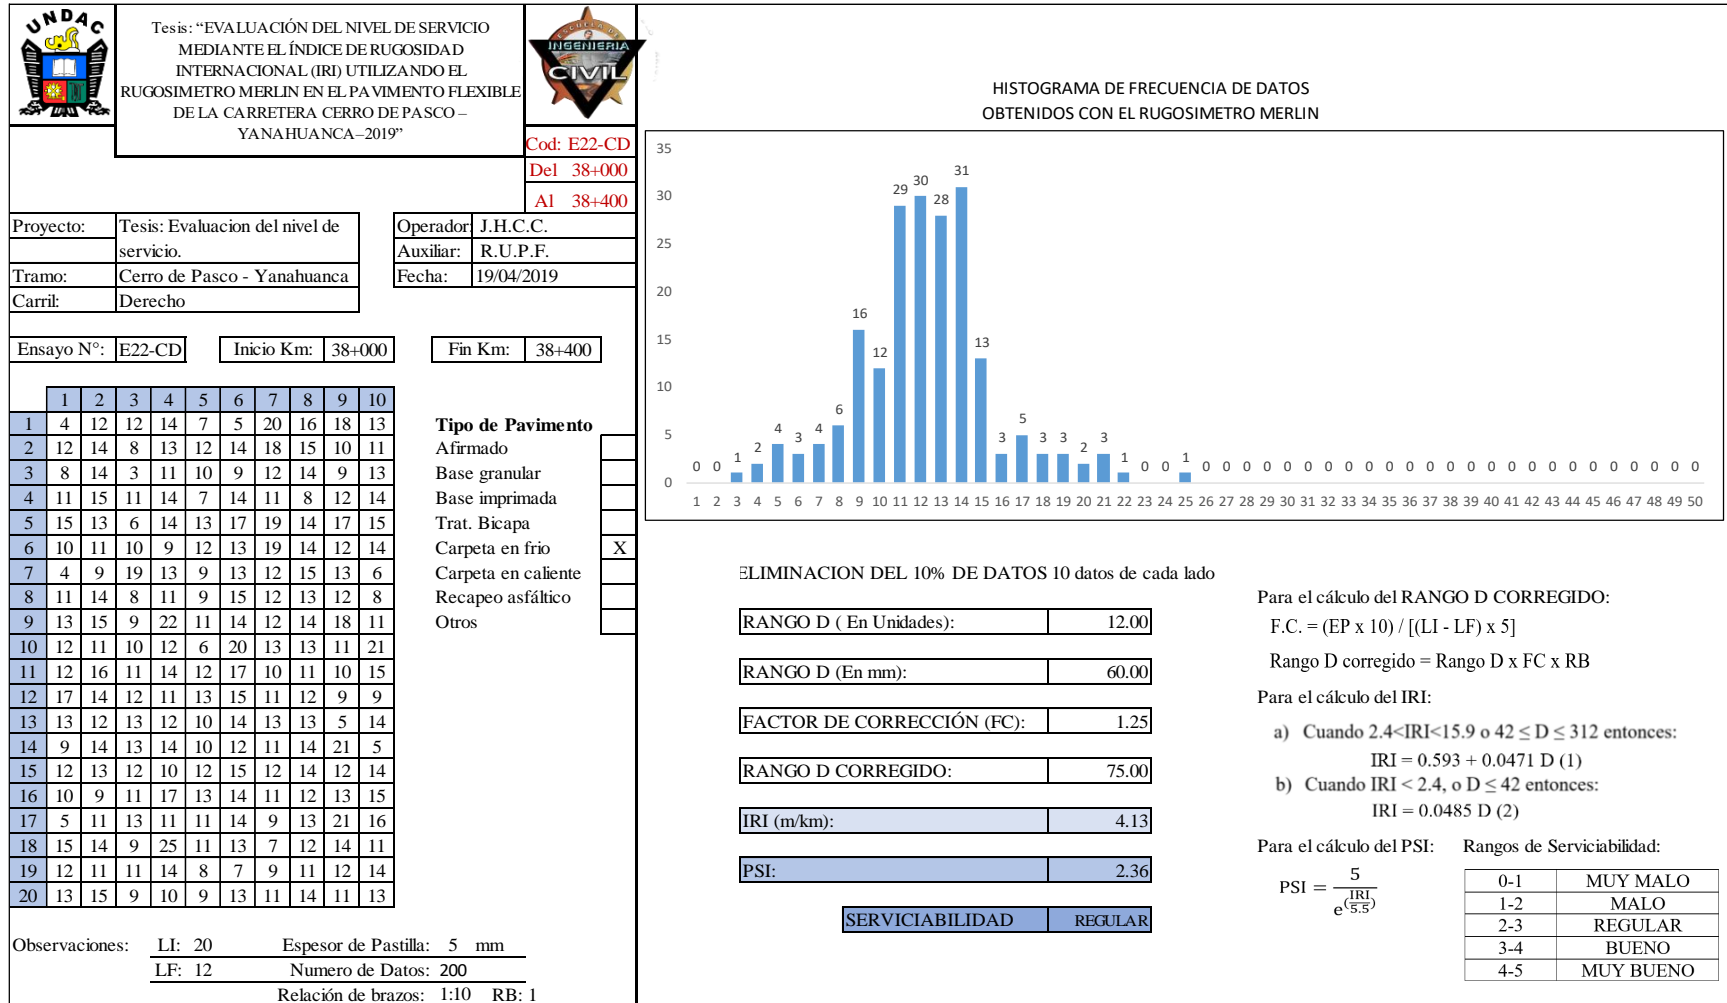 UNDAC
Tesis: “EVALUACIÓN DEL NIVEL DE SERVICIO
MEDIANTE EL ÍNDICE DE RUGOSIDAD
INTERNACIONAL (IRI) UTILIZANDO EL
RUGOSIMETRO MERLIN EN EL PAVIMENTO FLEXIBLE
DE LA CARRETERA CERRO DE PASCO –
YANAHUANCA–2019”
ESCUELA DE
INGENIERIA
CIVIL
Cod: E22-CD
Del 38+000
Al 38+400
Proyecto: Tesis: Evaluacion del nivel de
servicio.
Operador: J.H.C.C.
Auxiliar: R.U.P.F.
Tramo: Cerro de Pasco - Yanahuanca
Fecha: 19/04/2019
Carril: Derecho
Ensayo N°: E22-CD Inicio Km: 38+000 Fin Km: 38+400
1 2 3 4 5 6 7 8 9 10
1 4 12 12 14 7 5 20 16 18 13
2 12 14 8 13 12 14 18 15 10 11
3 8 14 3 11 10 9 12 14 9 13
4 11 15 11 14 7 14 11 8 12 14
5 15 13 6 14 13 17 19 14 17 15
6 10 11 10 9 12 13 19 14 12 14
7 4 9 19 13 9 13 12 15 13 6
8 11 14 8 11 9 15 12 13 12 8
9 13 15 9 22 11 14 12 14 18 11
10 12 11 10 12 6 20 13 13 11 21
11 12 16 11 14 12 17 10 11 10 15
12 17 14 12 11 13 15 11 12 9 9
13 13 12 13 12 10 14 13 13 5 14
14 9 14 13 14 10 12 11 14 21 5
15 12 13 12 10 12 15 12 14 12 14
16 10 9 11 17 13 14 11 12 13 15
17 5 11 13 11 11 14 9 13 21 16
18 15 14 9 25 11 13 7 12 14 11
19 12 11 11 14 8 7 9 11 12 14
20 13 15 9 10 9 13 11 14 11 13
Tipo de Pavimento
Afirmado
Base granular
Base imprimada
Trat. Bicapa
Carpeta en frio X
Carpeta en caliente
Recapeo asfáltico
Otros
Observaciones: LI: 20 Espesor de Pastilla: 5 mm
LF: 12 Numero de Datos: 200
Relación de brazos: 1:10 RB: 1
HISTOGRAMA DE FRECUENCIA DE DATOS
OBTENIDOS CON EL RUGOSIMETRO MERLIN
35
30
25
20
15
10
5
0
0 0 1 2 4 3 4 6 16 12 29 30 28 31 13 3 5 3 3 2 3 1 0 0 1 0 0 0 0 0 0 0 0 0 0 0 0 0 0 0 0 0 0 0 0 0 0 0 0 0
1 2 3 4 5 6 7 8 9 10 11 12 13 14 15 16 17 18 19 20 21 22 23 24 25 26 27 28 29 30 31 32 33 34 35 36 37 38 39 40 41 42 43 44 45 46 47 48 49 50
ELIMINACION DEL 10% DE DATOS 10 datos de cada lado
RANGO D ( En Unidades): 12.00
RANGO D (En mm): 60.00
FACTOR DE CORRECCIÓN (FC): 1.25
RANGO D CORREGIDO: 75.00
IRI (m/km): 4.13
PSI: 2.36
SERVICIABILIDAD REGULAR
Para el cálculo del RANGO D CORREGIDO:
F.C. = (EP x 10) / [(LI - LF) x 5]
Rango D corregido = Rango D x FC x RB
Para el cálculo del IRI:
a) Cuando 2.4<IRI<15.9 o 42 ≤ D ≤ 312 entonces:
IRI = 0.593 + 0.0471 D (1)
b) Cuando IRI < 2.4, o D ≤ 42 entonces:
IRI = 0.0485 D (2)
Para el cálculo del PSI:
PSI = 5 / e^(IRI/5.5)
Rangos de Serviciabilidad:
0-1 MUY MALO
1-2 MALO
2-3 REGULAR
3-4 BUENO
4-5 MUY BUENO